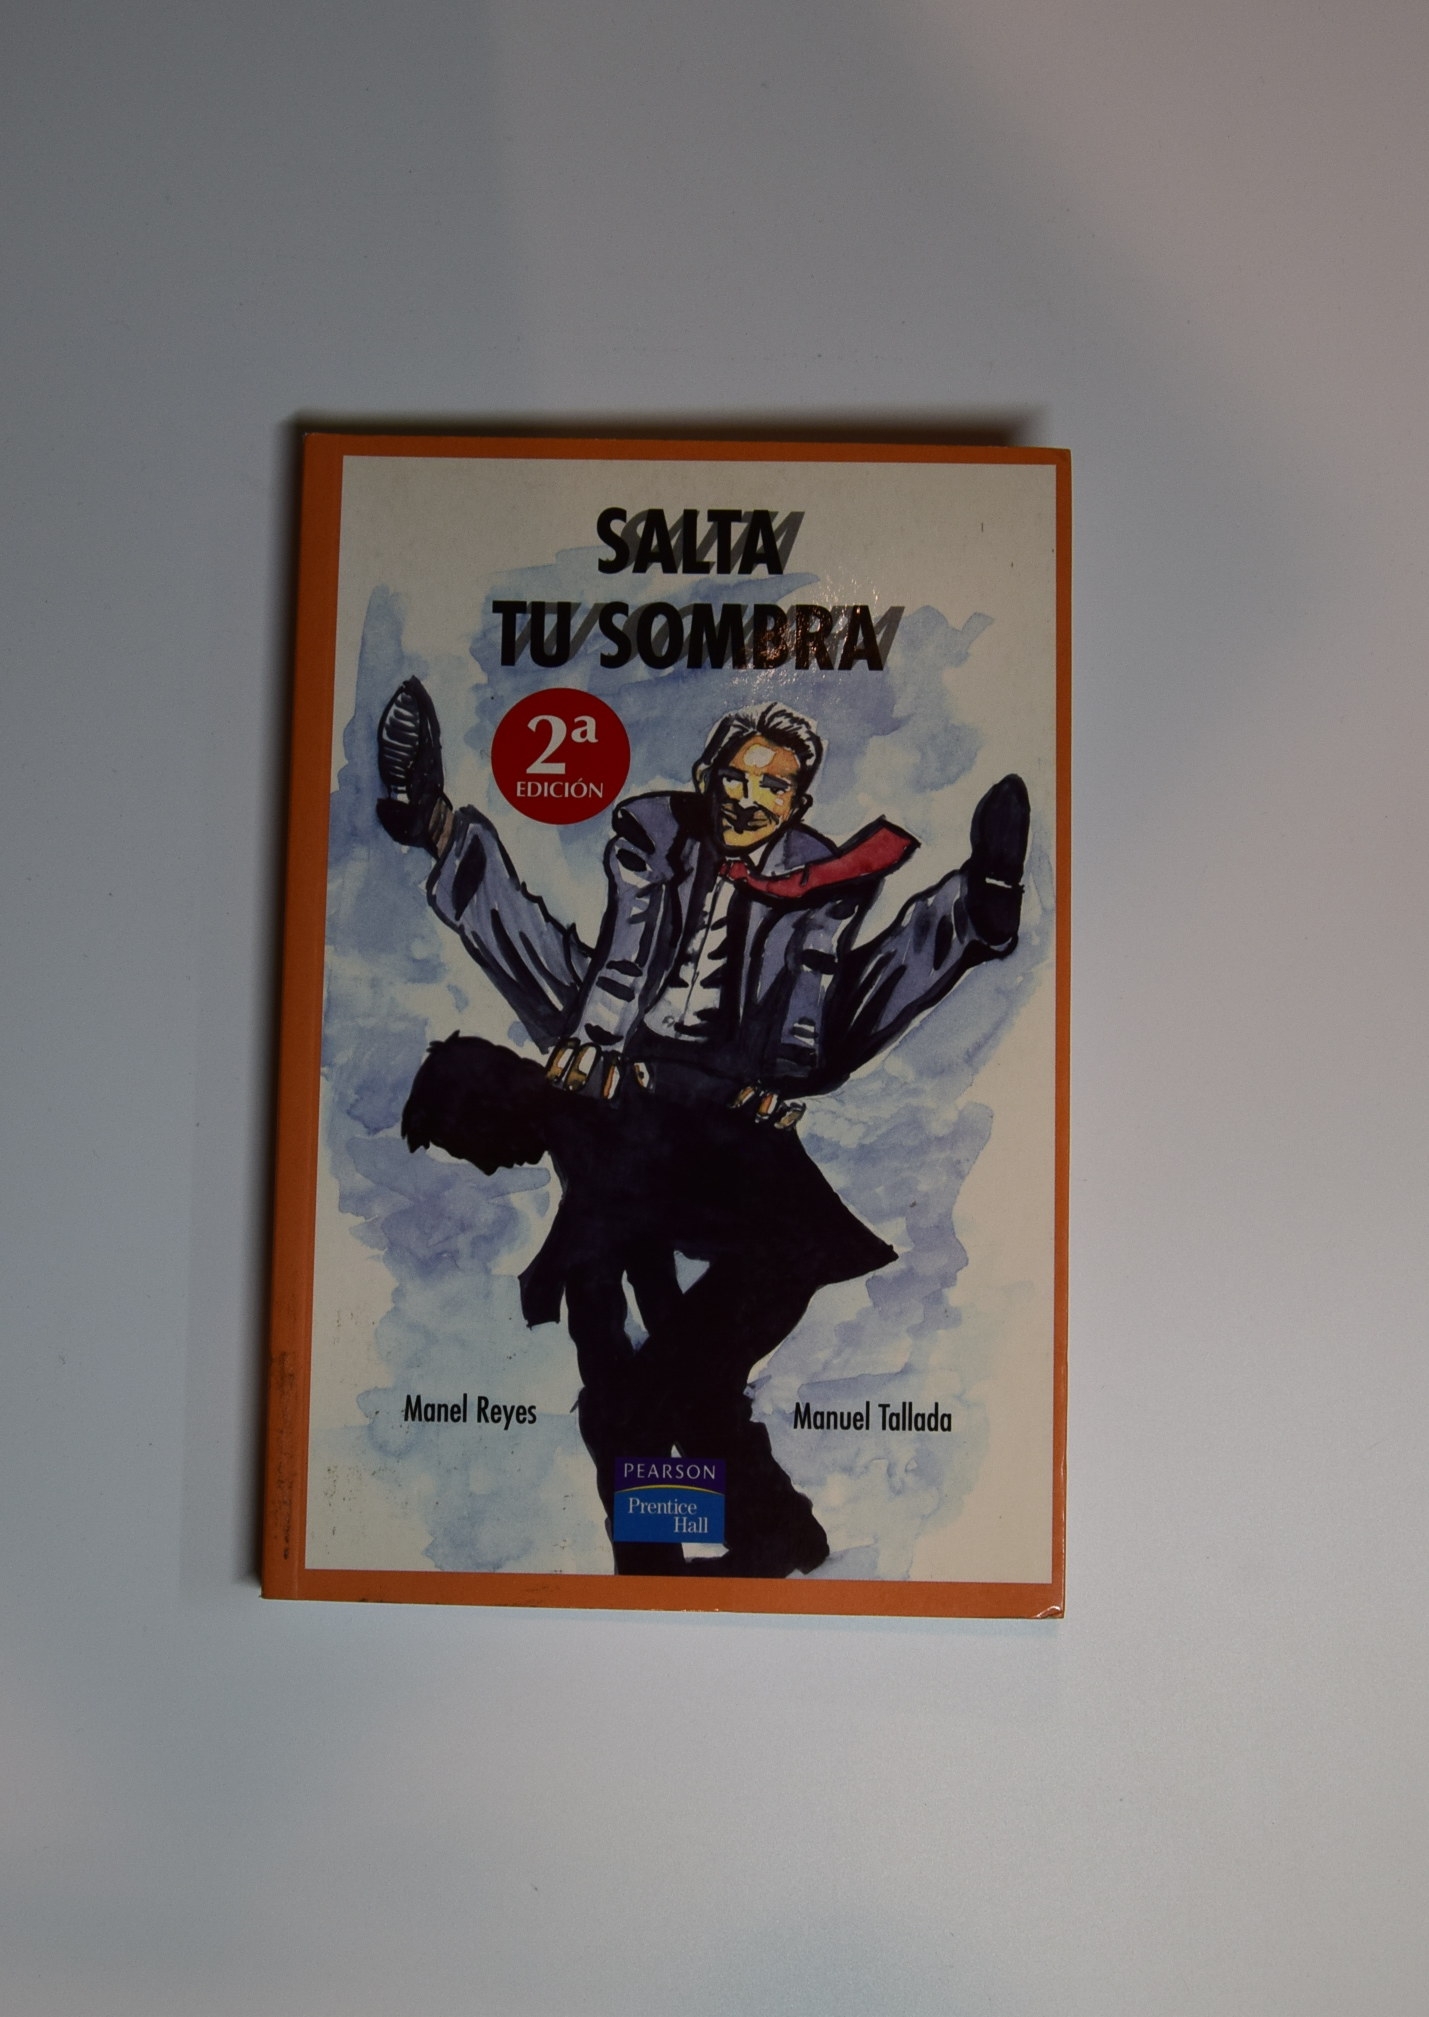 SALTA
TU SOMBRA
2ª
EDICIÓN
Manel Reyes
Manuel Tallada
PEARSON
Prentice
Hall